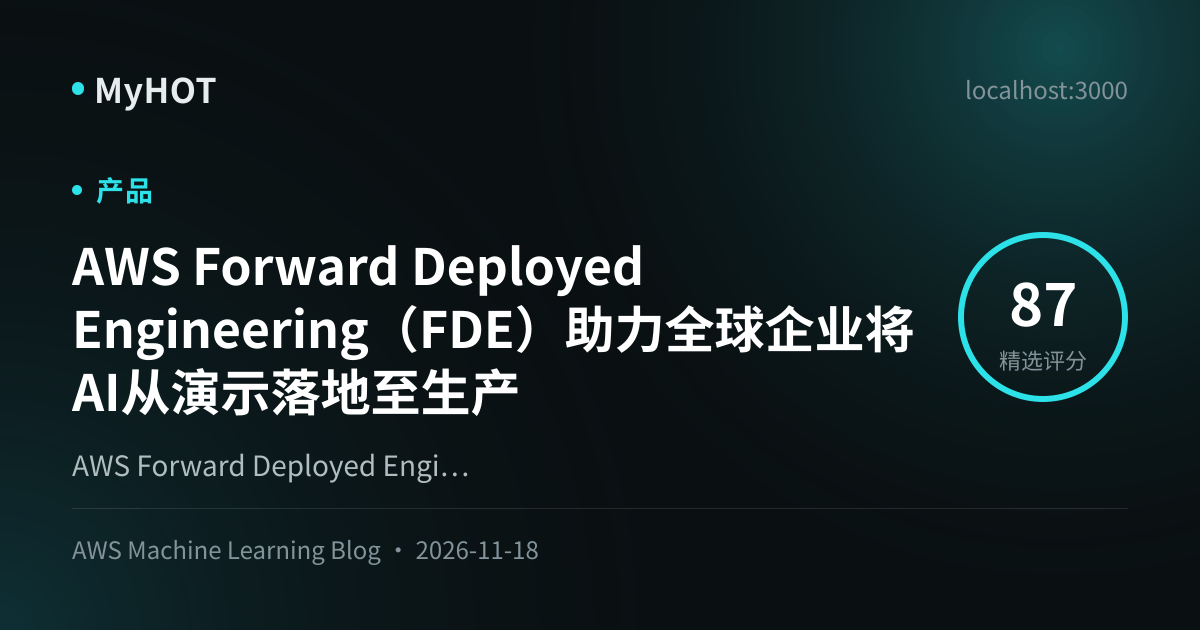 MyHOT
localhost:3000
产品
AWS Forward Deployed
Engineering（FDE）助力全球企业将
AI从演示落地至生产
87
精选评分
AWS Forward Deployed Engi…
AWS Machine Learning Blog • 2026-11-18